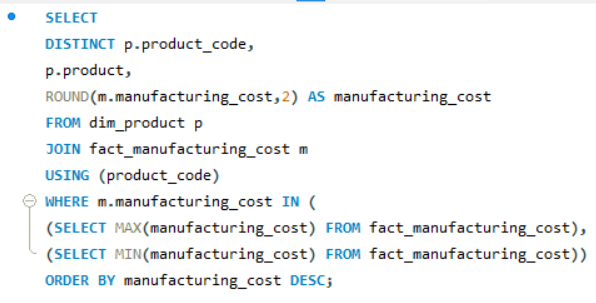 SELECT
DISTINCT p.product_code,
p.product,
ROUND(m.manufacturing_cost,2) AS manufacturing_cost
FROM dim_product p
JOIN fact_manufacturing_cost m
USING (product_code)
WHERE m.manufacturing_cost IN (
(SELECT MAX(manufacturing_cost) FROM fact_manufacturing_cost),
(SELECT MIN(manufacturing_cost) FROM fact_manufacturing_cost))
ORDER BY manufacturing_cost DESC;